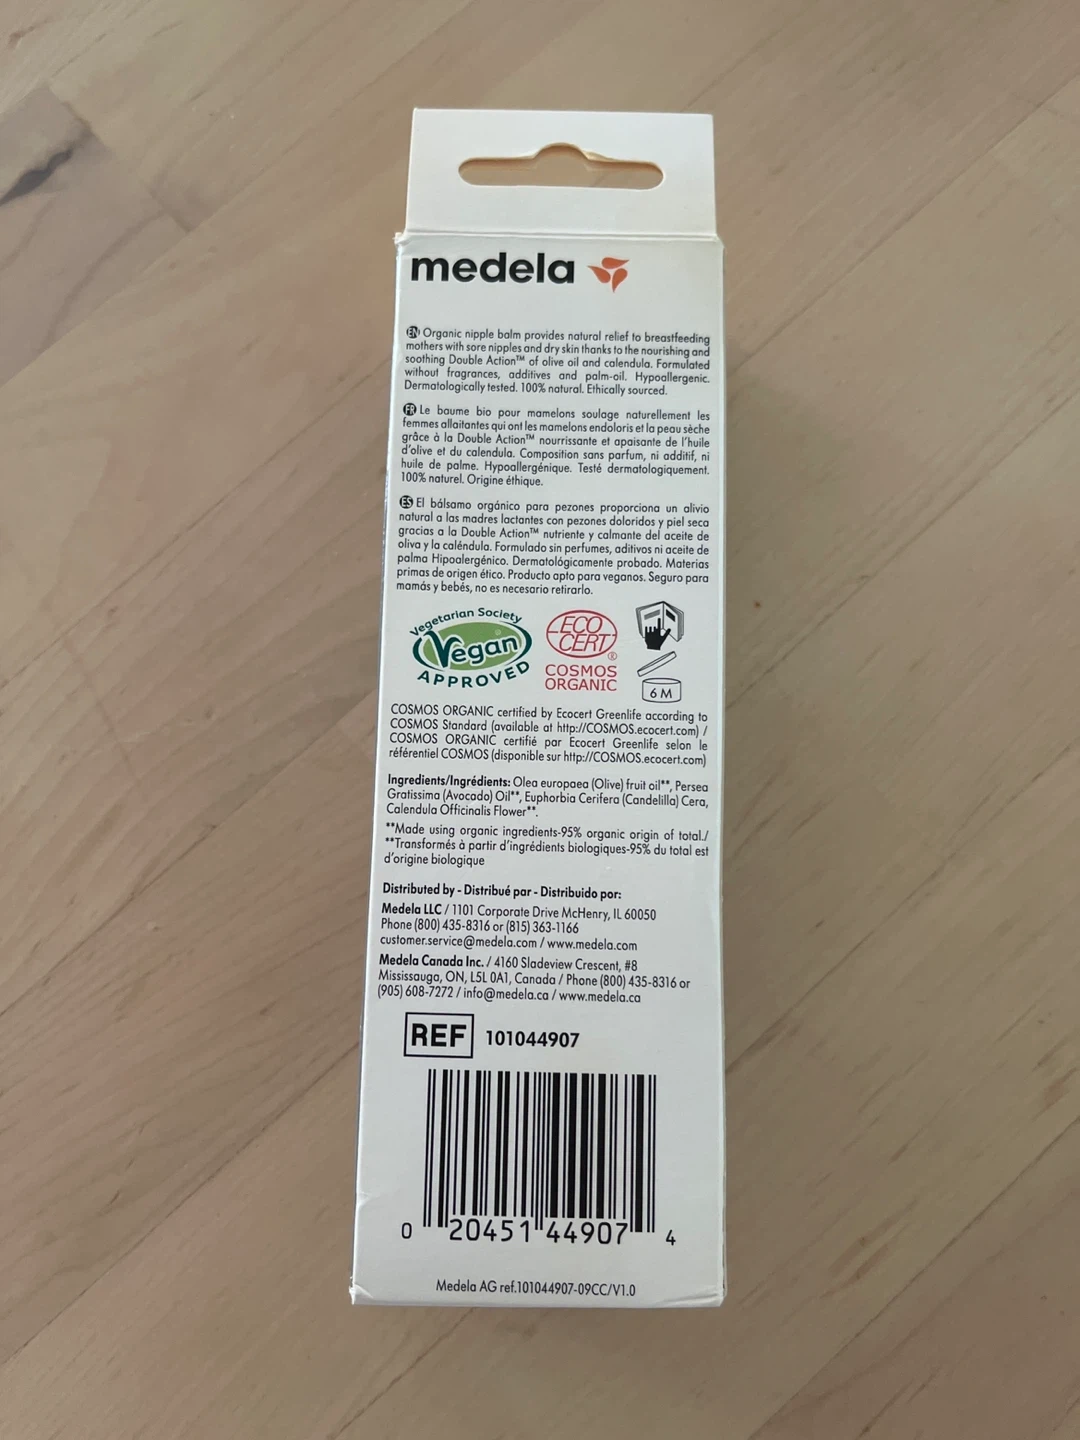 medela
EN Organic nipple balm provides natural relief to breastfeeding
mothers with sore nipples and dry skin thanks to the nourishing and
soothing Double Action™ of olive oil and calendula. Formulated
without fragrances, additives and palm-oil. Hypoallergenic.
Dermatologically tested. 100% natural. Ethically sourced.
FR Le baume bio pour mamelons soulage naturellement les
femmes allaitantes qui ont les mamelons endoloris et la peau sèche
grâce à la Double Action™ nourrissante et apaisante de l'huile
d'olive et du calendula. Composition sans parfum, ni additif, ni
huile de palme. Hypoallergénique. Testé dermatologiquement.
100% naturel. Origine éthique.
ES El bálsamo orgánico para pezones proporciona un alivio
natural a las madres lactantes con pezones doloridos y piel seca
gracias a la Double Action™ nutriente y calmante del aceite de
oliva y la caléndula. Formulado sin perfumes, aditivos ni aceite de
palma Hipoalergénico. Dermatológicamente probado. Materias
primas de origen ético. Producto apto para veganos. Seguro para
mamás y bebés, no es necesario retirarlo.
Vegetarian Society
Vegan
APPROVED
ECO
CERT
®
COSMOS
ORGANIC
6 M
COSMOS ORGANIC certified by Ecocert Greenlife according to
COSMOS Standard (available at http://COSMOS.ecocert.com) /
COSMOS ORGANIC certifié par Ecocert Greenlife selon le
référentiel COSMOS (disponible sur http://COSMOS.ecocert.com)
Ingredients/Ingrédients: Olea europaea (Olive) fruit oil**, Persea
Gratissima (Avocado) Oil**, Euphorbia Cerifera (Candelilla) Cera,
Calendula Officinalis Flower**.
**Made using organic ingredients-95% organic origin of total./
**Transformés à partir d'ingrédients biologiques-95% du total est
d'origine biologique
Distributed by - Distribué par - Distribuido por:
Medela LLC / 1101 Corporate Drive McHenry, IL 60050
Phone (800) 435-8316 or (815) 363-1166
customer.service@medela.com / www.medela.com
Medela Canada Inc. / 4160 Sladeview Crescent, #8
Mississauga, ON, L5L 0A1, Canada / Phone (800) 435-8316 or
(905) 608-7272 / info@medela.ca / www.medela.ca
REF 101044907
0 20451 44907 4
Medela AG ref.101044907-09CC/V1.0